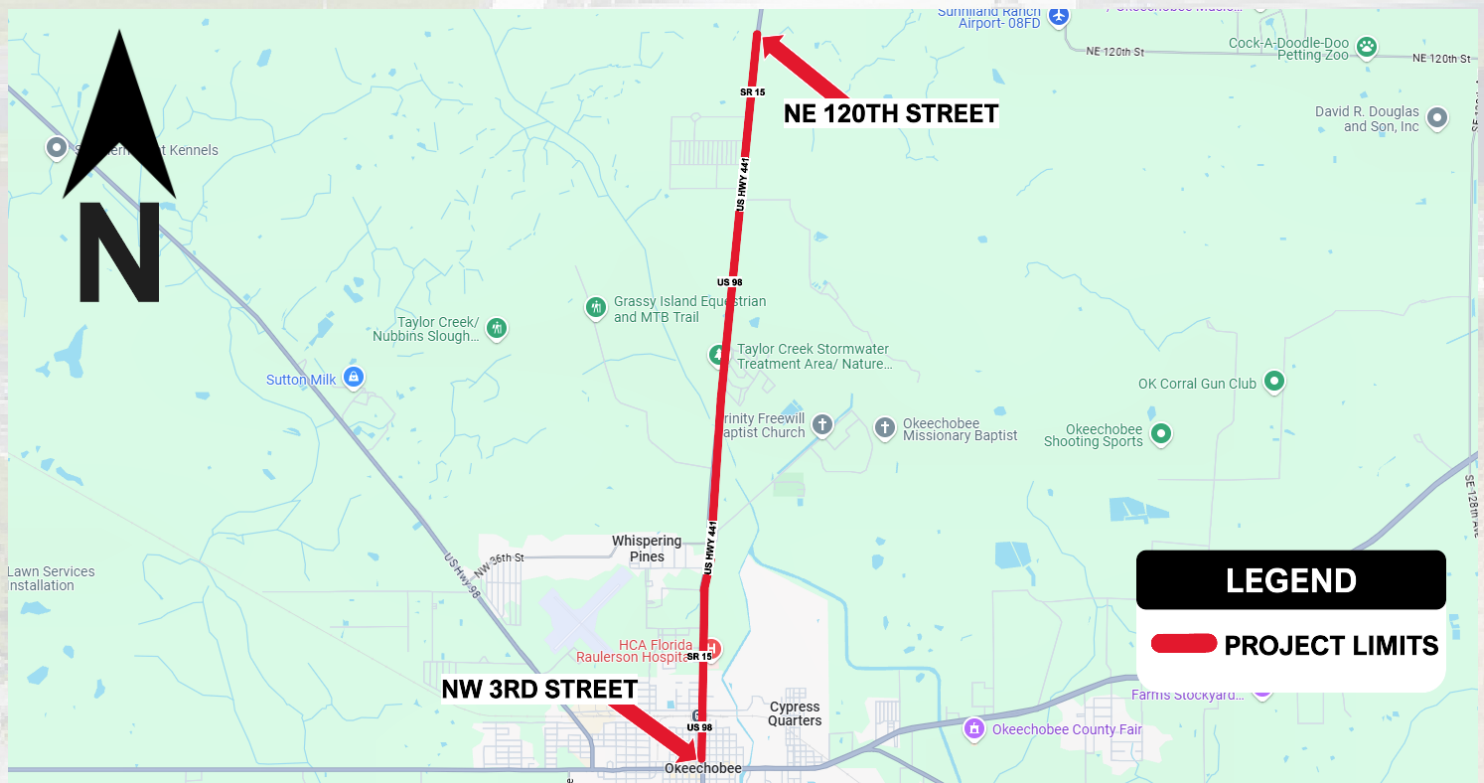 Sunniland Ranch
Airport- 08FD
NE 120th St
Cock-A-Doodle-Doo
Petting Zoo
NE 120th St
SR 15
NE 120TH STREET
David R. Douglas
and Son, Inc
Kennels
N
US HWY 441
US 98
Grassy Island Equestrian
and MTB Trail
Taylor Creek/
Nubbins Slough...
Taylor Creek Stormwater
Treatment Area/ Nature...
Sutton Milk
OK Corral Gun Club
Trinity Freewill
Baptist Church
Okeechobee
Missionary Baptist
Okeechobee
Shooting Sports
SE 128th Ave
US HWY 441
Whispering
Pines
NW 36th St
US Hwy 98
Lawn Services
nstallation
LEGEND
PROJECT LIMITS
HCA Florida
Raulerson Hospital
SR 15
NW 3RD STREET
Farms Stockyard...
Cypress
Quarters
US 98
Okeechobee County Fair
Okeechobee